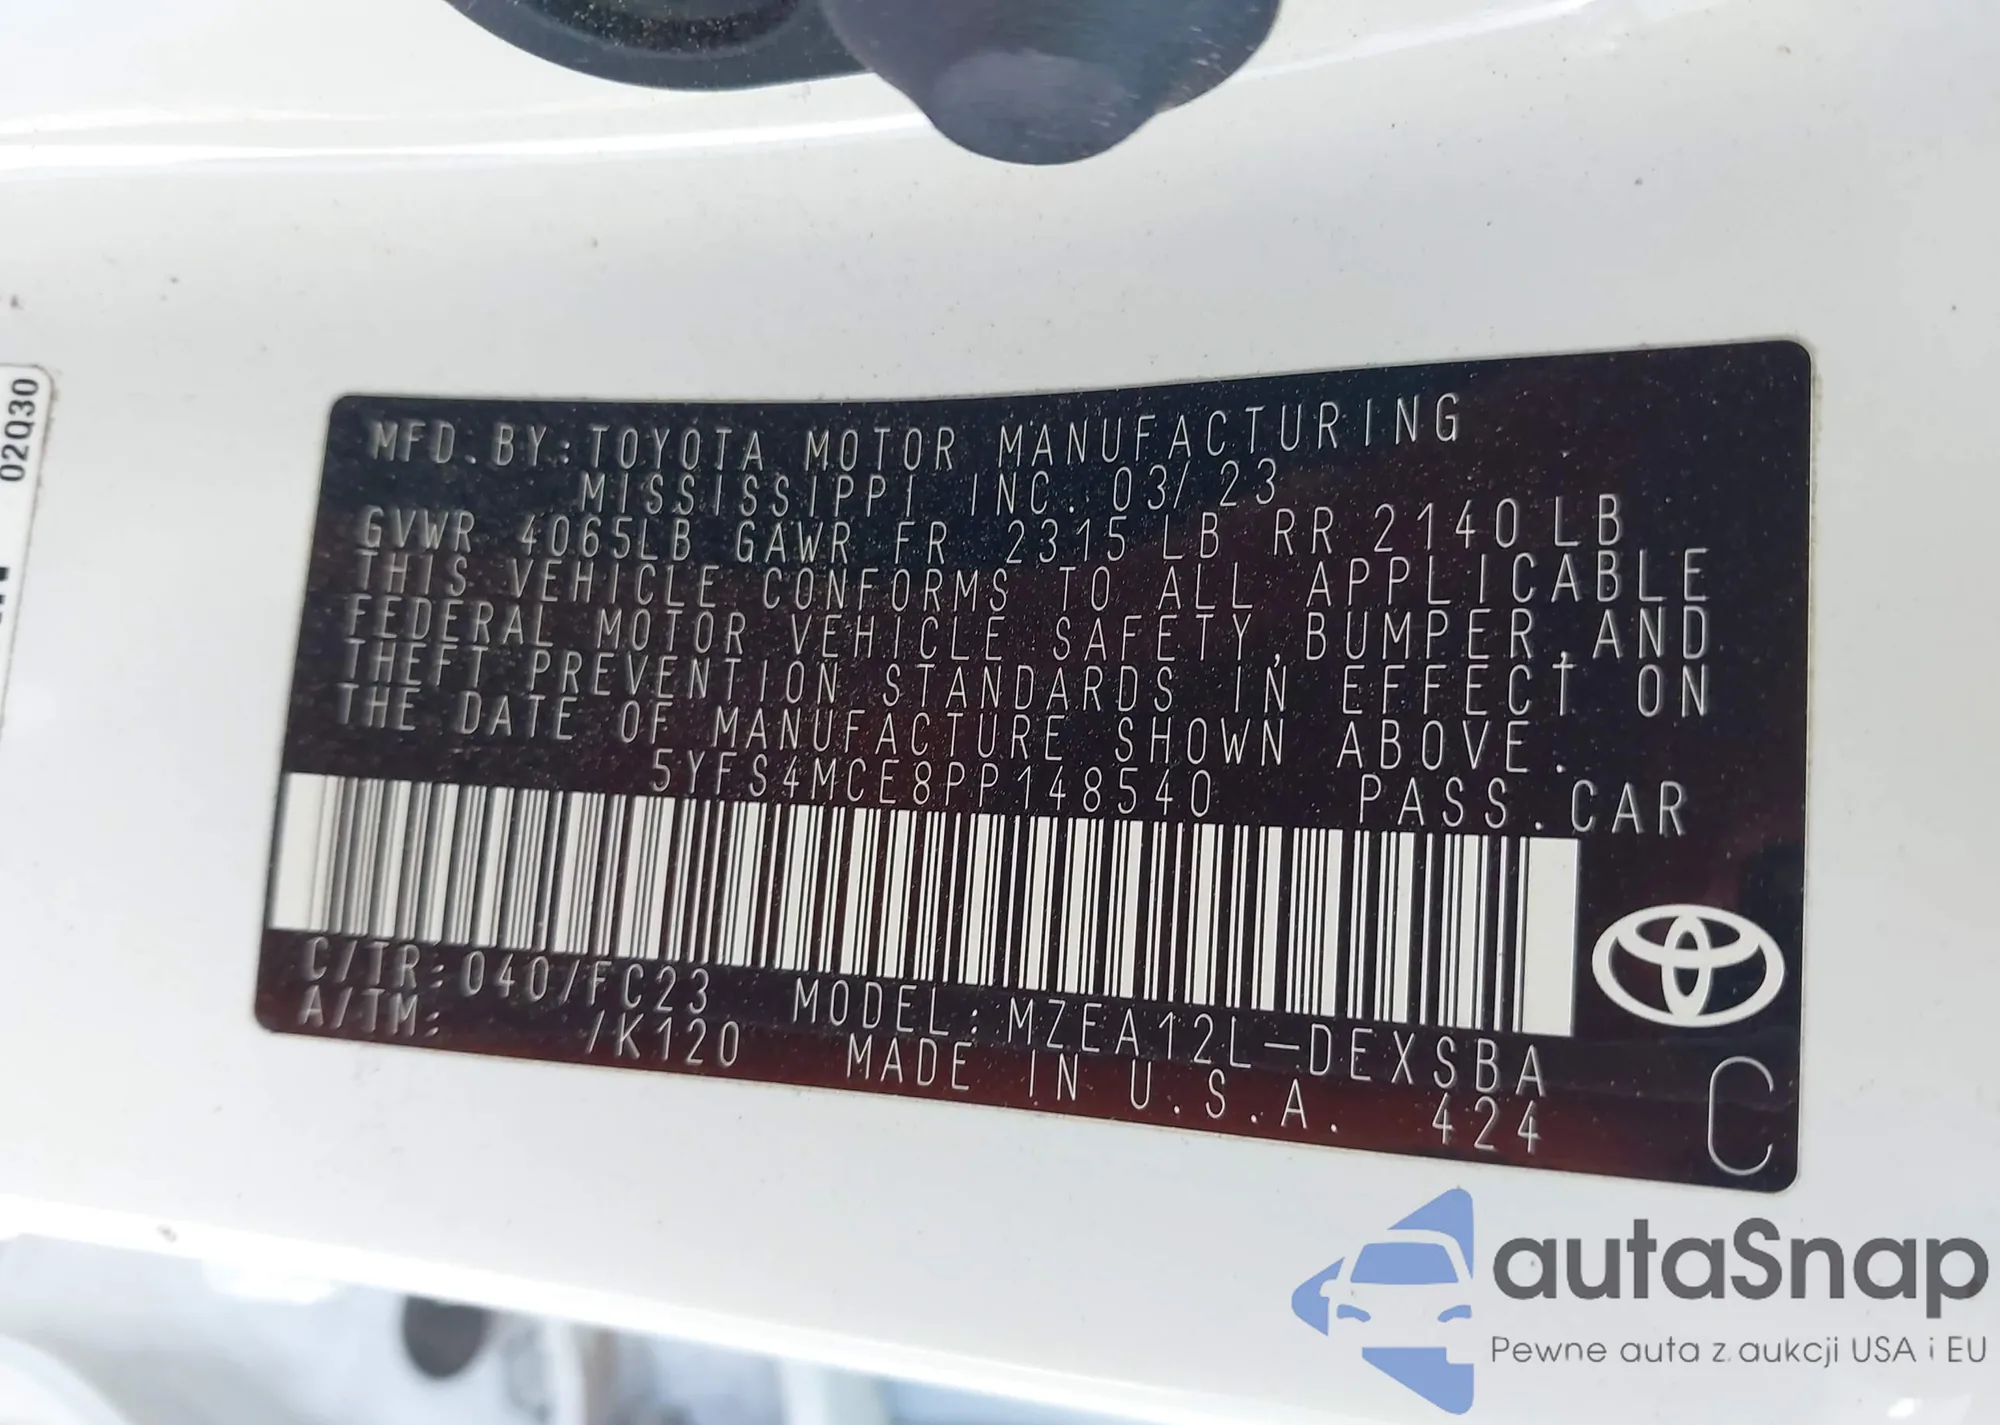 02Q30
MFD.BY:TOYOTA MOTOR MANUFACTURING
MISSISSIPPI INC. 03/23
GVWR 4065LB GAWR FR 2315LB RR 2140LB
THIS VEHICLE CONFORMS TO ALL APPLICABLE
FEDERAL MOTOR VEHICLE SAFETY,BUMPER,AND
THEFT PREVENTION STANDARDS IN EFFECT ON
THE DATE OF MANUFACTURE SHOWN ABOVE.
5YFS4MCE8PP148540 PASS.CAR
C/TR:040/FC23 MODEL:MZEA12L-DEXSBA
A/TM: /K120 MADE IN U.S.A. 424
C
autaSnap
Pewne auta z aukcji USA i EU